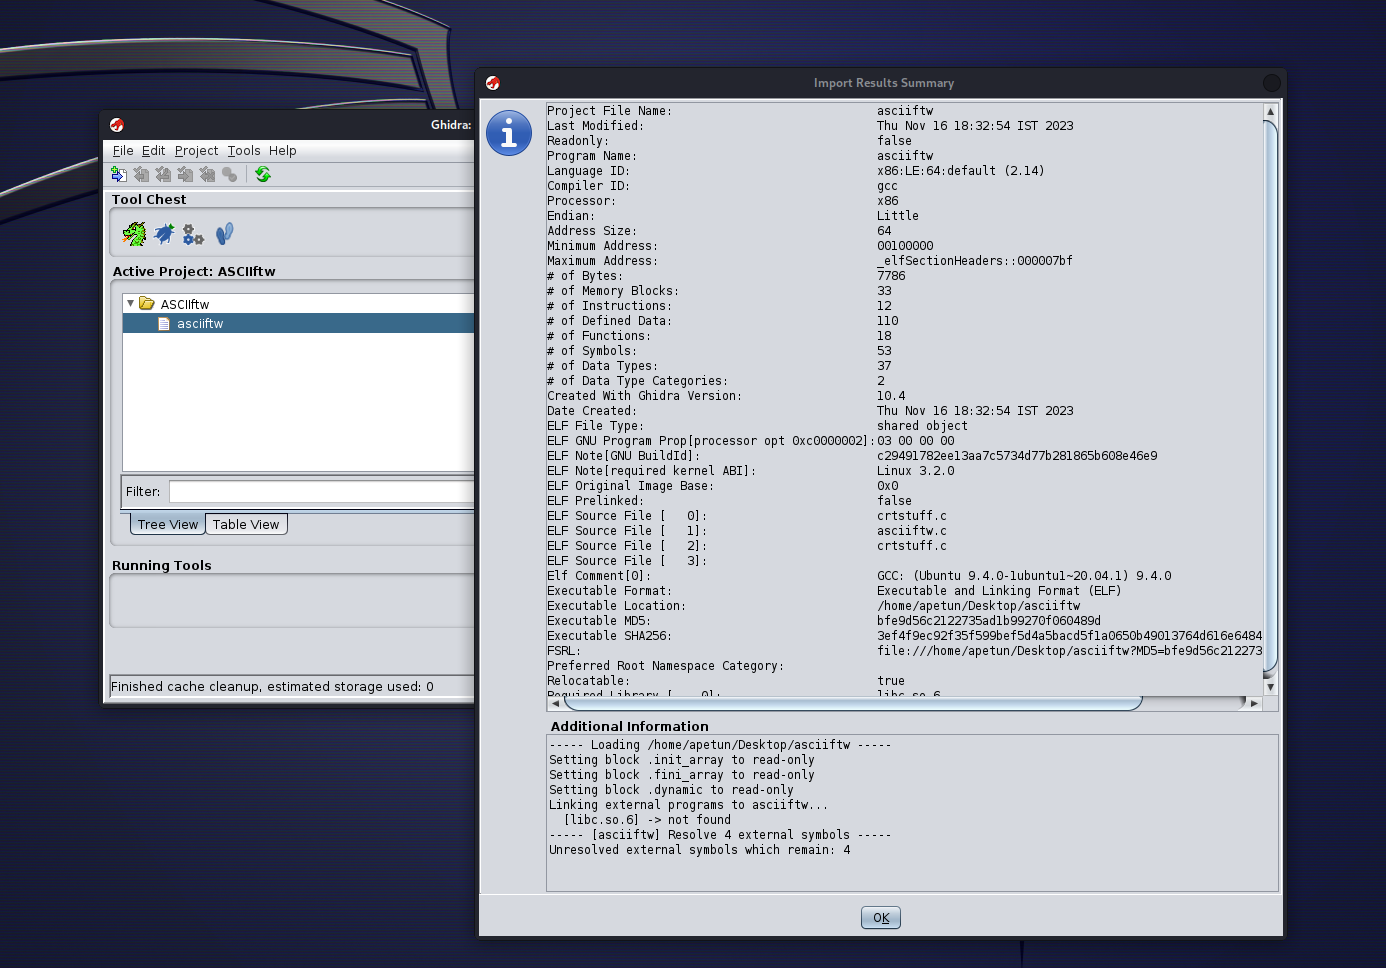 Ghidra:
File Edit Project Tools Help
Tool Chest
Active Project: ASCIIftw
ASCIIftw
asciiftw
Filter:
Tree View Table View
Running Tools
Finished cache cleanup, estimated storage used: 0
Import Results Summary
Project File Name: asciiftw
Last Modified: Thu Nov 16 18:32:54 IST 2023
Readonly: false
Program Name: asciiftw
Language ID: x86:LE:64:default (2.14)
Compiler ID: gcc
Processor: x86
Endian: Little
Address Size: 64
Minimum Address: 00100000
Maximum Address: _elfSectionHeaders::000007bf
# of Bytes: 7786
# of Memory Blocks: 33
# of Instructions: 12
# of Defined Data: 110
# of Functions: 18
# of Symbols: 53
# of Data Types: 37
# of Data Type Categories: 2
Created With Ghidra Version: 10.4
Date Created: Thu Nov 16 18:32:54 IST 2023
ELF File Type: shared object
ELF GNU Program Prop[processor opt 0xc0000002]: 03 00 00 00
ELF Note[GNU BuildId]: c29491782ee13aa7c5734d77b281865b608e46e9
ELF Note[required kernel ABI]: Linux 3.2.0
ELF Original Image Base: 0x0
ELF Prelinked: false
ELF Source File [ 0]: crtstuff.c
ELF Source File [ 1]: asciiftw.c
ELF Source File [ 2]: crtstuff.c
ELF Source File [ 3]:
Elf Comment[0]: GCC: (Ubuntu 9.4.0-1ubuntu1~20.04.1) 9.4.0
Executable Format: Executable and Linking Format (ELF)
Executable Location: /home/apetun/Desktop/asciiftw
Executable MD5: bfe9d56c2122735ad1b99270f060489d
Executable SHA256: 3ef4f9ec92f35f599bef5d4a5bacd5f1a0650b49013764d616e6484
FSRL: file:///home/apetun/Desktop/asciiftw?MD5=bfe9d56c212273
Preferred Root Namespace Category:
Relocatable: true
Required Library [ 0]: libc.so.6
Additional Information
----- Loading /home/apetun/Desktop/asciiftw -----
Setting block .init_array to read-only
Setting block .fini_array to read-only
Setting block .dynamic to read-only
Linking external programs to asciiftw...
[libc.so.6] -> not found
----- [asciiftw] Resolve 4 external symbols -----
Unresolved external symbols which remain: 4
OK